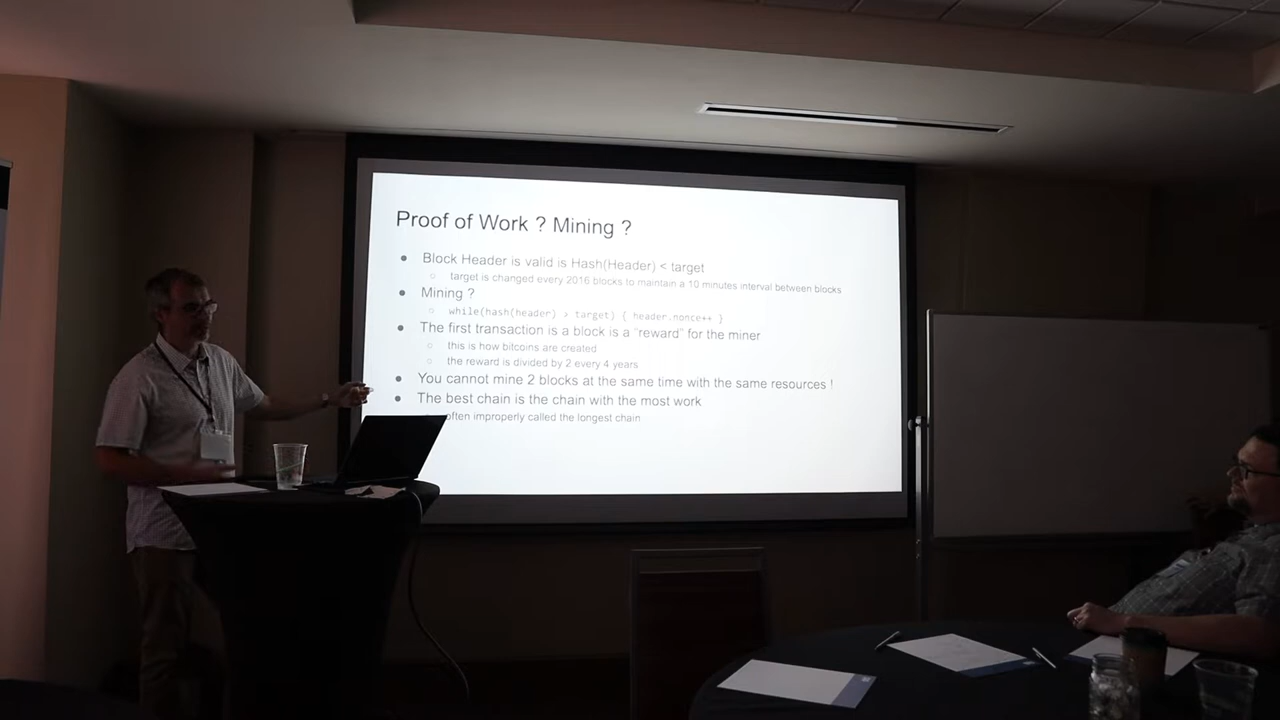 Proof of Work ? Mining ?
● Block Header is valid is Hash(Header) < target
○ target is changed every 2016 blocks to maintain a 10 minutes interval between blocks
● Mining ?
○ while(hash(header) > target) { header.nonce++ }
● The first transaction is a block is a "reward" for the miner
○ this is how bitcoins are created
○ the reward is divided by 2 every 4 years
● You cannot mine 2 blocks at the same time with the same resources !
● The best chain is the chain with the most work
often improperly called the longest chain